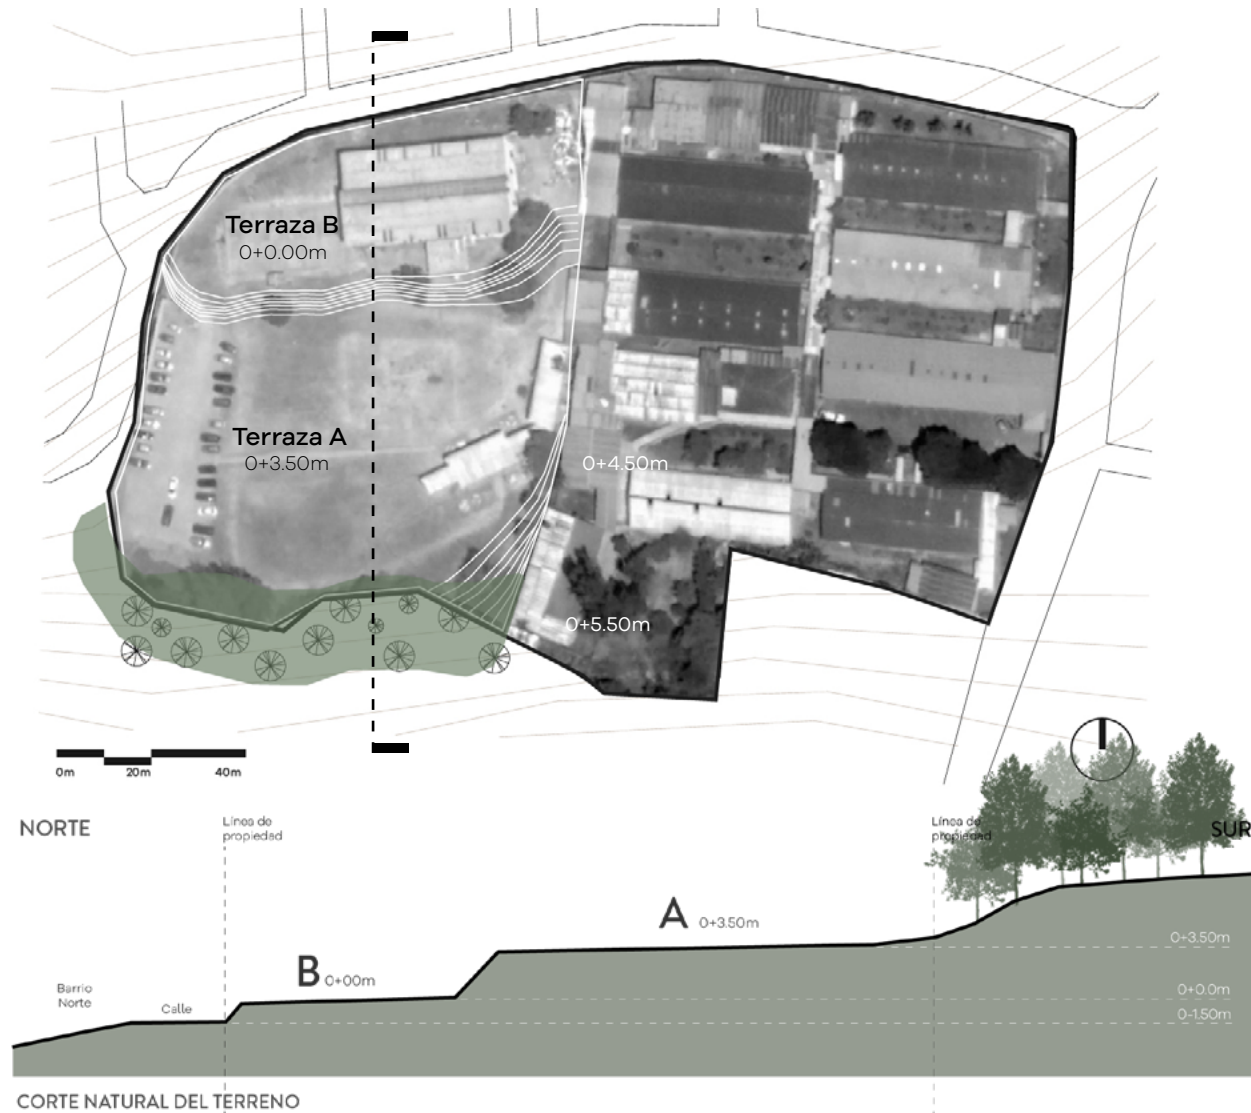 Terraza B
0+0.00m
Terraza A
0+3.50m
0+4.50m
0+5.50m
0m 20m 40m
NORTE
Línea de
propiedad
Línea de
propiedad
SUR
A 0+3.50m
0+3.50m
B 0+00m
Barrio
Norte
Calle
0+0.0m
0-1.50m
CORTE NATURAL DEL TERRENO